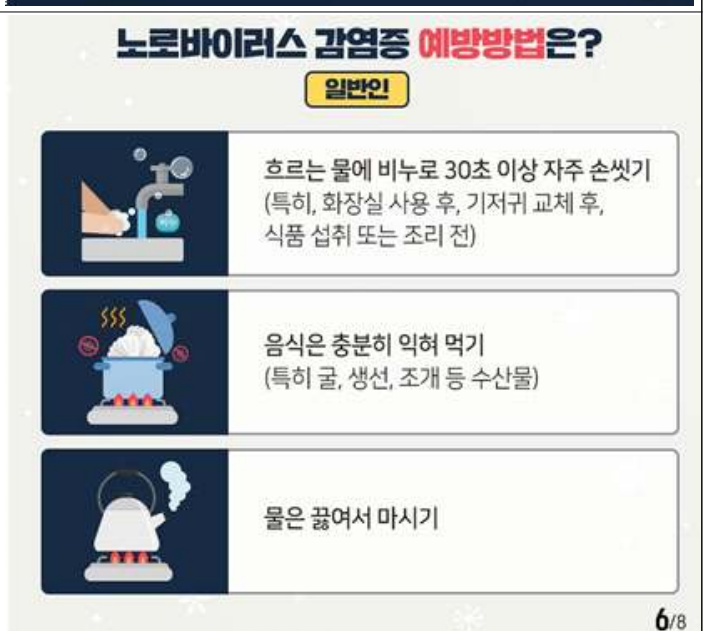 노로바이러스 감염증 예방방법은?
일반인
흐르는 물에 비누로 30초 이상 자주 손씻기
(특히, 화장실 사용 후, 기저귀 교체 후,
식품 섭취 또는 조리 전)
음식은 충분히 익혀 먹기
(특히 굴, 생선, 조개 등 수산물)
물은 끓여서 마시기
6/8